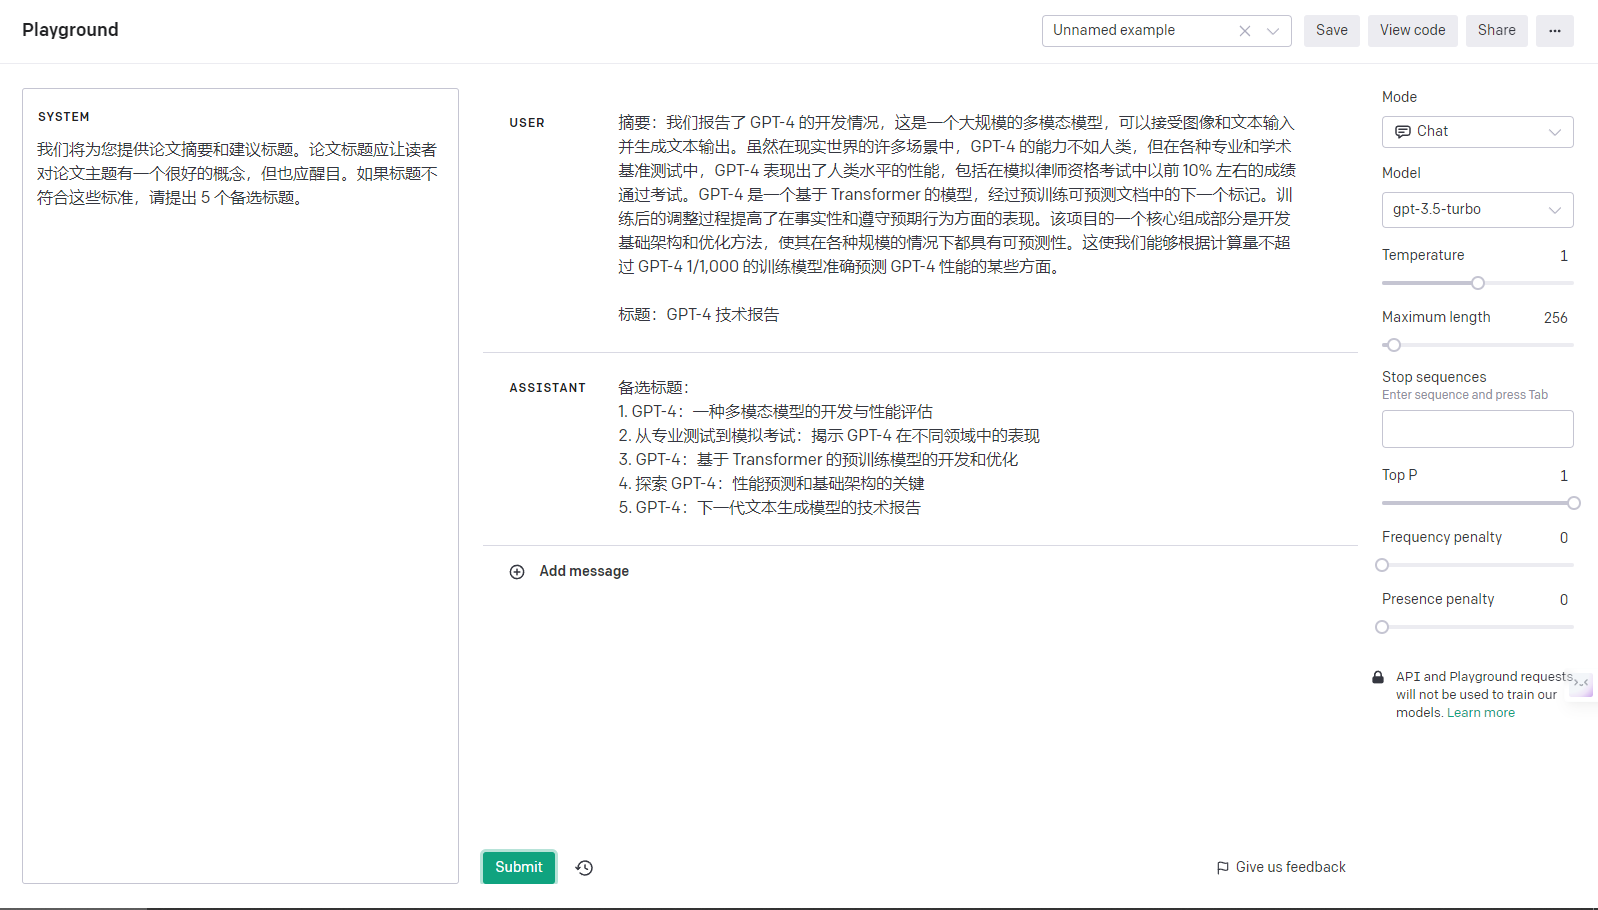 Playground
Unnamed example
Save
View code
Share
SYSTEM
我们将为您提供论文摘要和建议标题。论文标题应让读者
对论文主题有一个很好的概念，但也应醒目。如果标题不
符合这些标准，请提出 5 个备选标题。
USER
摘要：我们报告了 GPT-4 的开发情况，这是一个大规模的多模态模型，可以接受图像和文本输入
并生成文本输出。虽然在现实世界的许多场景中，GPT-4 的能力不如人类，但在各种专业和学术
基准测试中，GPT-4 表现出了人类水平的性能，包括在模拟律师资格考试中以前 10% 左右的成绩
通过考试。GPT-4 是一个基于 Transformer 的模型，经过预训练可预测文档中的下一个标记。训
练后的调整过程提高了在事实性和遵守预期行为方面的表现。该项目的一个核心组成部分是开发
基础架构和优化方法，使其在各种规模的情况下都具有可预测性。这使我们能够根据计算量不超
过 GPT-4 1/1,000 的训练模型准确预测 GPT-4 性能的某些方面。
标题：GPT-4 技术报告
ASSISTANT
备选标题：
1. GPT-4：一种多模态模型的开发与性能评估
2. 从专业测试到模拟考试：揭示 GPT-4 在不同领域中的表现
3. GPT-4：基于 Transformer 的预训练模型的开发和优化
4. 探索 GPT-4：性能预测和基础架构的关键
5. GPT-4：下一代文本生成模型的技术报告
Add message
Submit
Give us feedback
Mode
Chat
Model
gpt-3.5-turbo
Temperature 1
Maximum length 256
Stop sequences
Enter sequence and press Tab
Top P 1
Frequency penalty 0
Presence penalty 0
API and Playground requests
will not be used to train our
models. Learn more